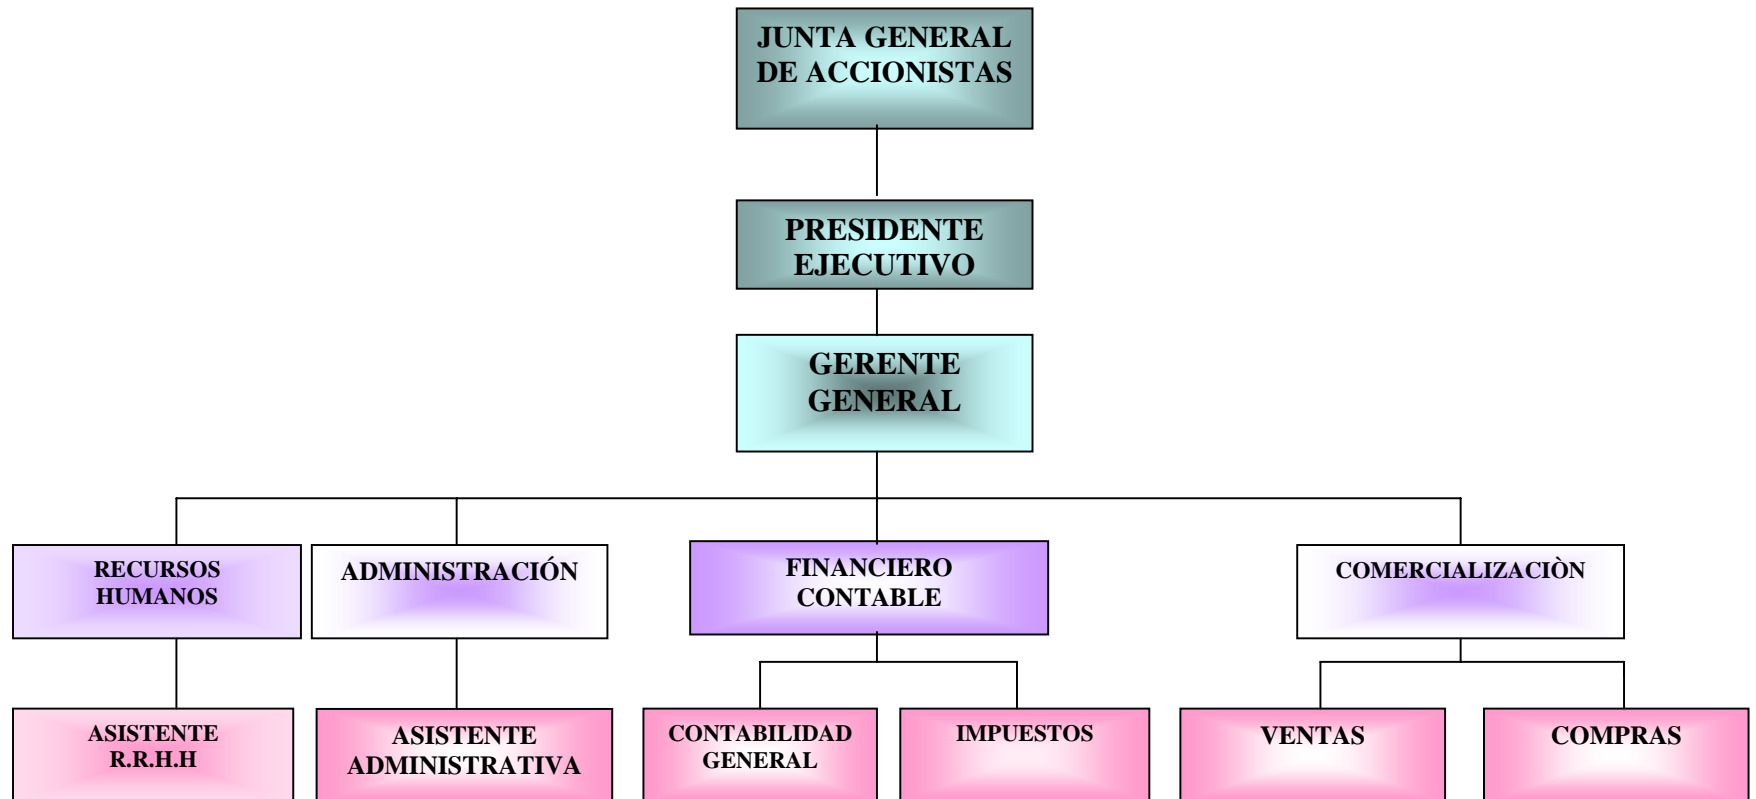 JUNTA GENERAL
DE ACCIONISTAS
PRESIDENTE
EJECUTIVO
GERENTE
GENERAL
RECURSOS
HUMANOS
ADMINISTRACIÓN
FINANCIERO
CONTABLE
COMERCIALIZACIÒN
ASISTENTE
R.R.H.H
ASISTENTE
ADMINISTRATIVA
CONTABILIDAD
GENERAL
IMPUESTOS
VENTAS
COMPRAS